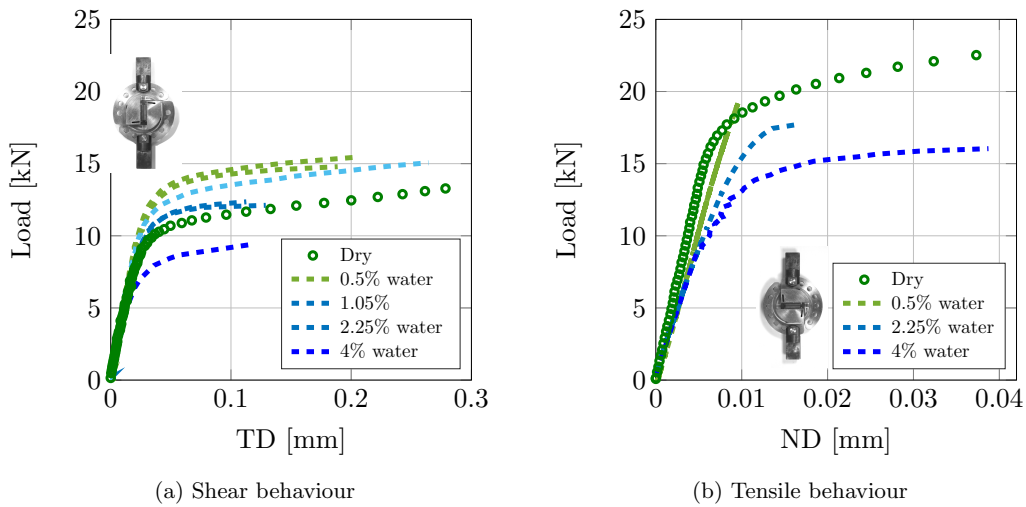 25
20
15
10
5
0
Load [kN]
0
0.1
0.2
0.3
TD [mm]
Dry
0.5% water
1.05%
2.25% water
4% water
(a) Shear behaviour
25
20
15
10
5
0
Load [kN]
0
0.01
0.02
0.03
0.04
ND [mm]
Dry
0.5% water
2.25% water
4% water
(b) Tensile behaviour